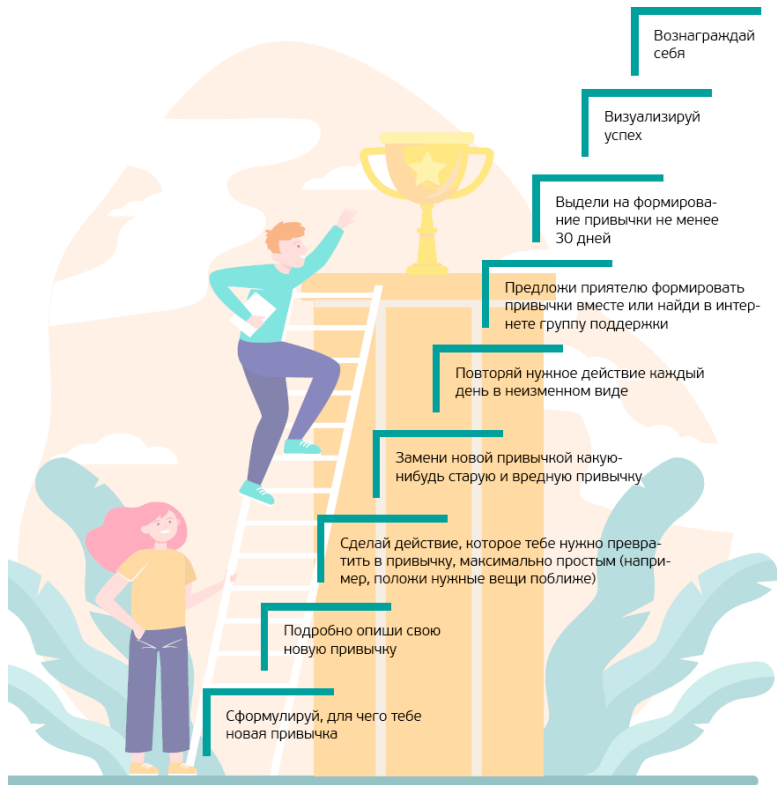 Вознаграждай
себя
Визуализируй
успех
Выдели на формирова-
ние привычки не менее
30 дней
Предложи приятелю формировать
привычки вместе или найди в интер-
нете группу поддержки
Повторяй нужное действие каждый
день в неизменном виде
Замени новой привычкой какую-
нибудь старую и вредную привычку
Сделай действие, которое тебе нужно превра-
тить в привычку, максимально простым (напри-
мер, положи нужные вещи поближе)
Подробно опиши свою
новую привычку
Сформулируй, для чего тебе
новая привычка